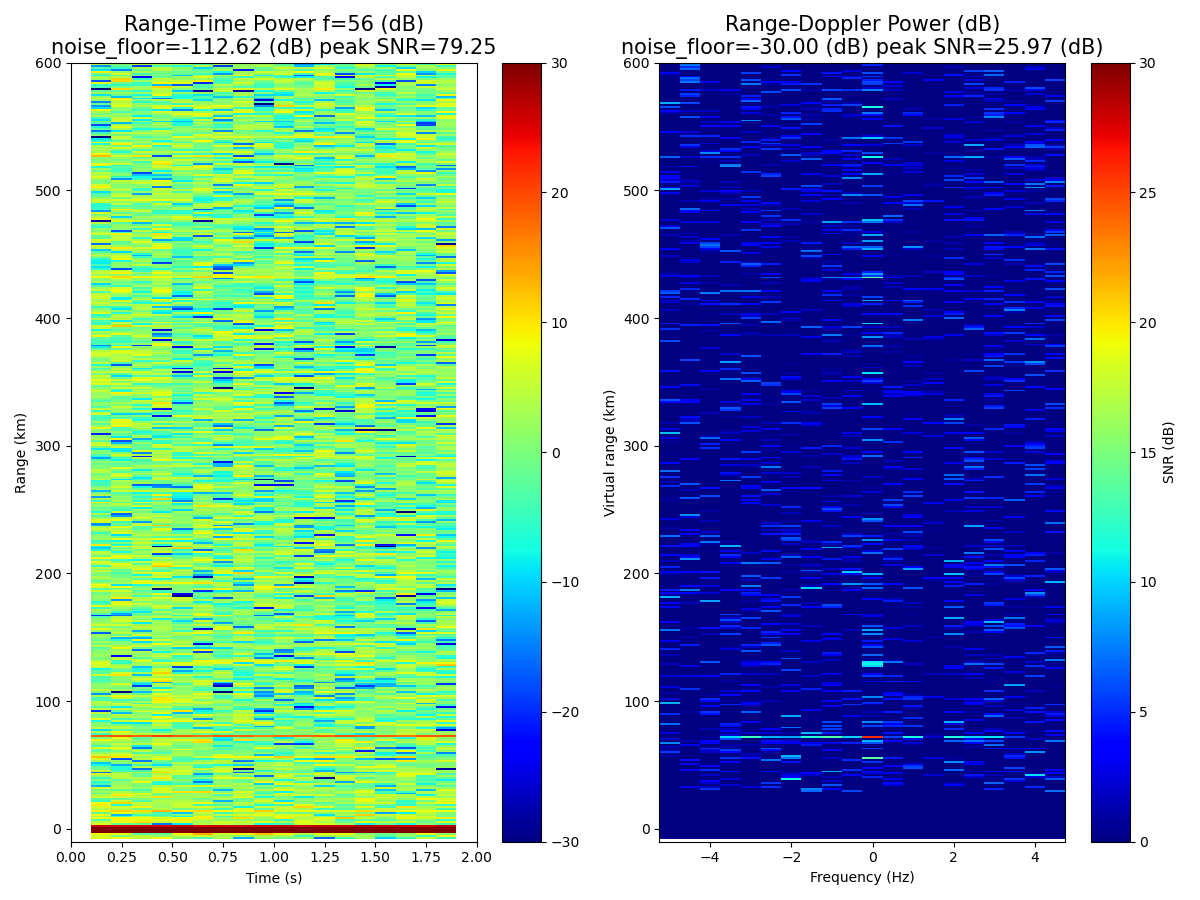 Range-Time Power f=56 (dB)
noise_floor=-112.62 (dB) peak SNR=79.25
Range-Doppler Power (dB)
noise_floor=-30.00 (dB) peak SNR=25.97 (dB)
600
500
400
300
200
100
0
Range (km)
0.00 0.25 0.50 0.75 1.00 1.25 1.50 1.75 2.00
Time (s)
30
20
10
0
−10
−20
−30
600
500
400
300
200
100
0
Virtual range (km)
−4 −2 0 2 4
Frequency (Hz)
30
25
20
15
10
5
0
SNR (dB)